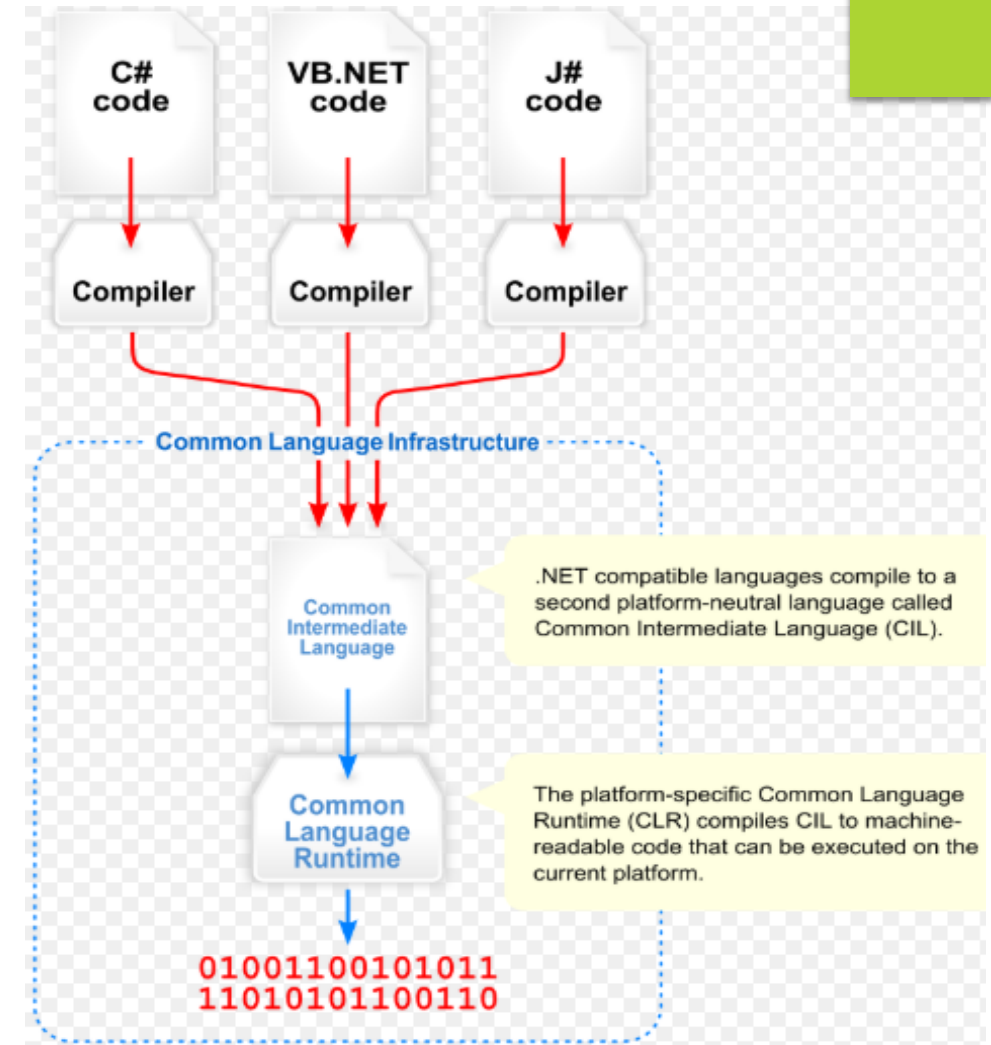 C#
code
VB.NET
code
J#
code
Compiler
Compiler
Compiler
Common Language Infrastructure
Common
Intermediate
Language
.NET compatible languages compile to a
second platform-neutral language called
Common Intermediate Language (CIL).
Common
Language
Runtime
The platform-specific Common Language
Runtime (CLR) compiles CIL to machine-
readable code that can be executed on the
current platform.
01001100101011
11010101100110